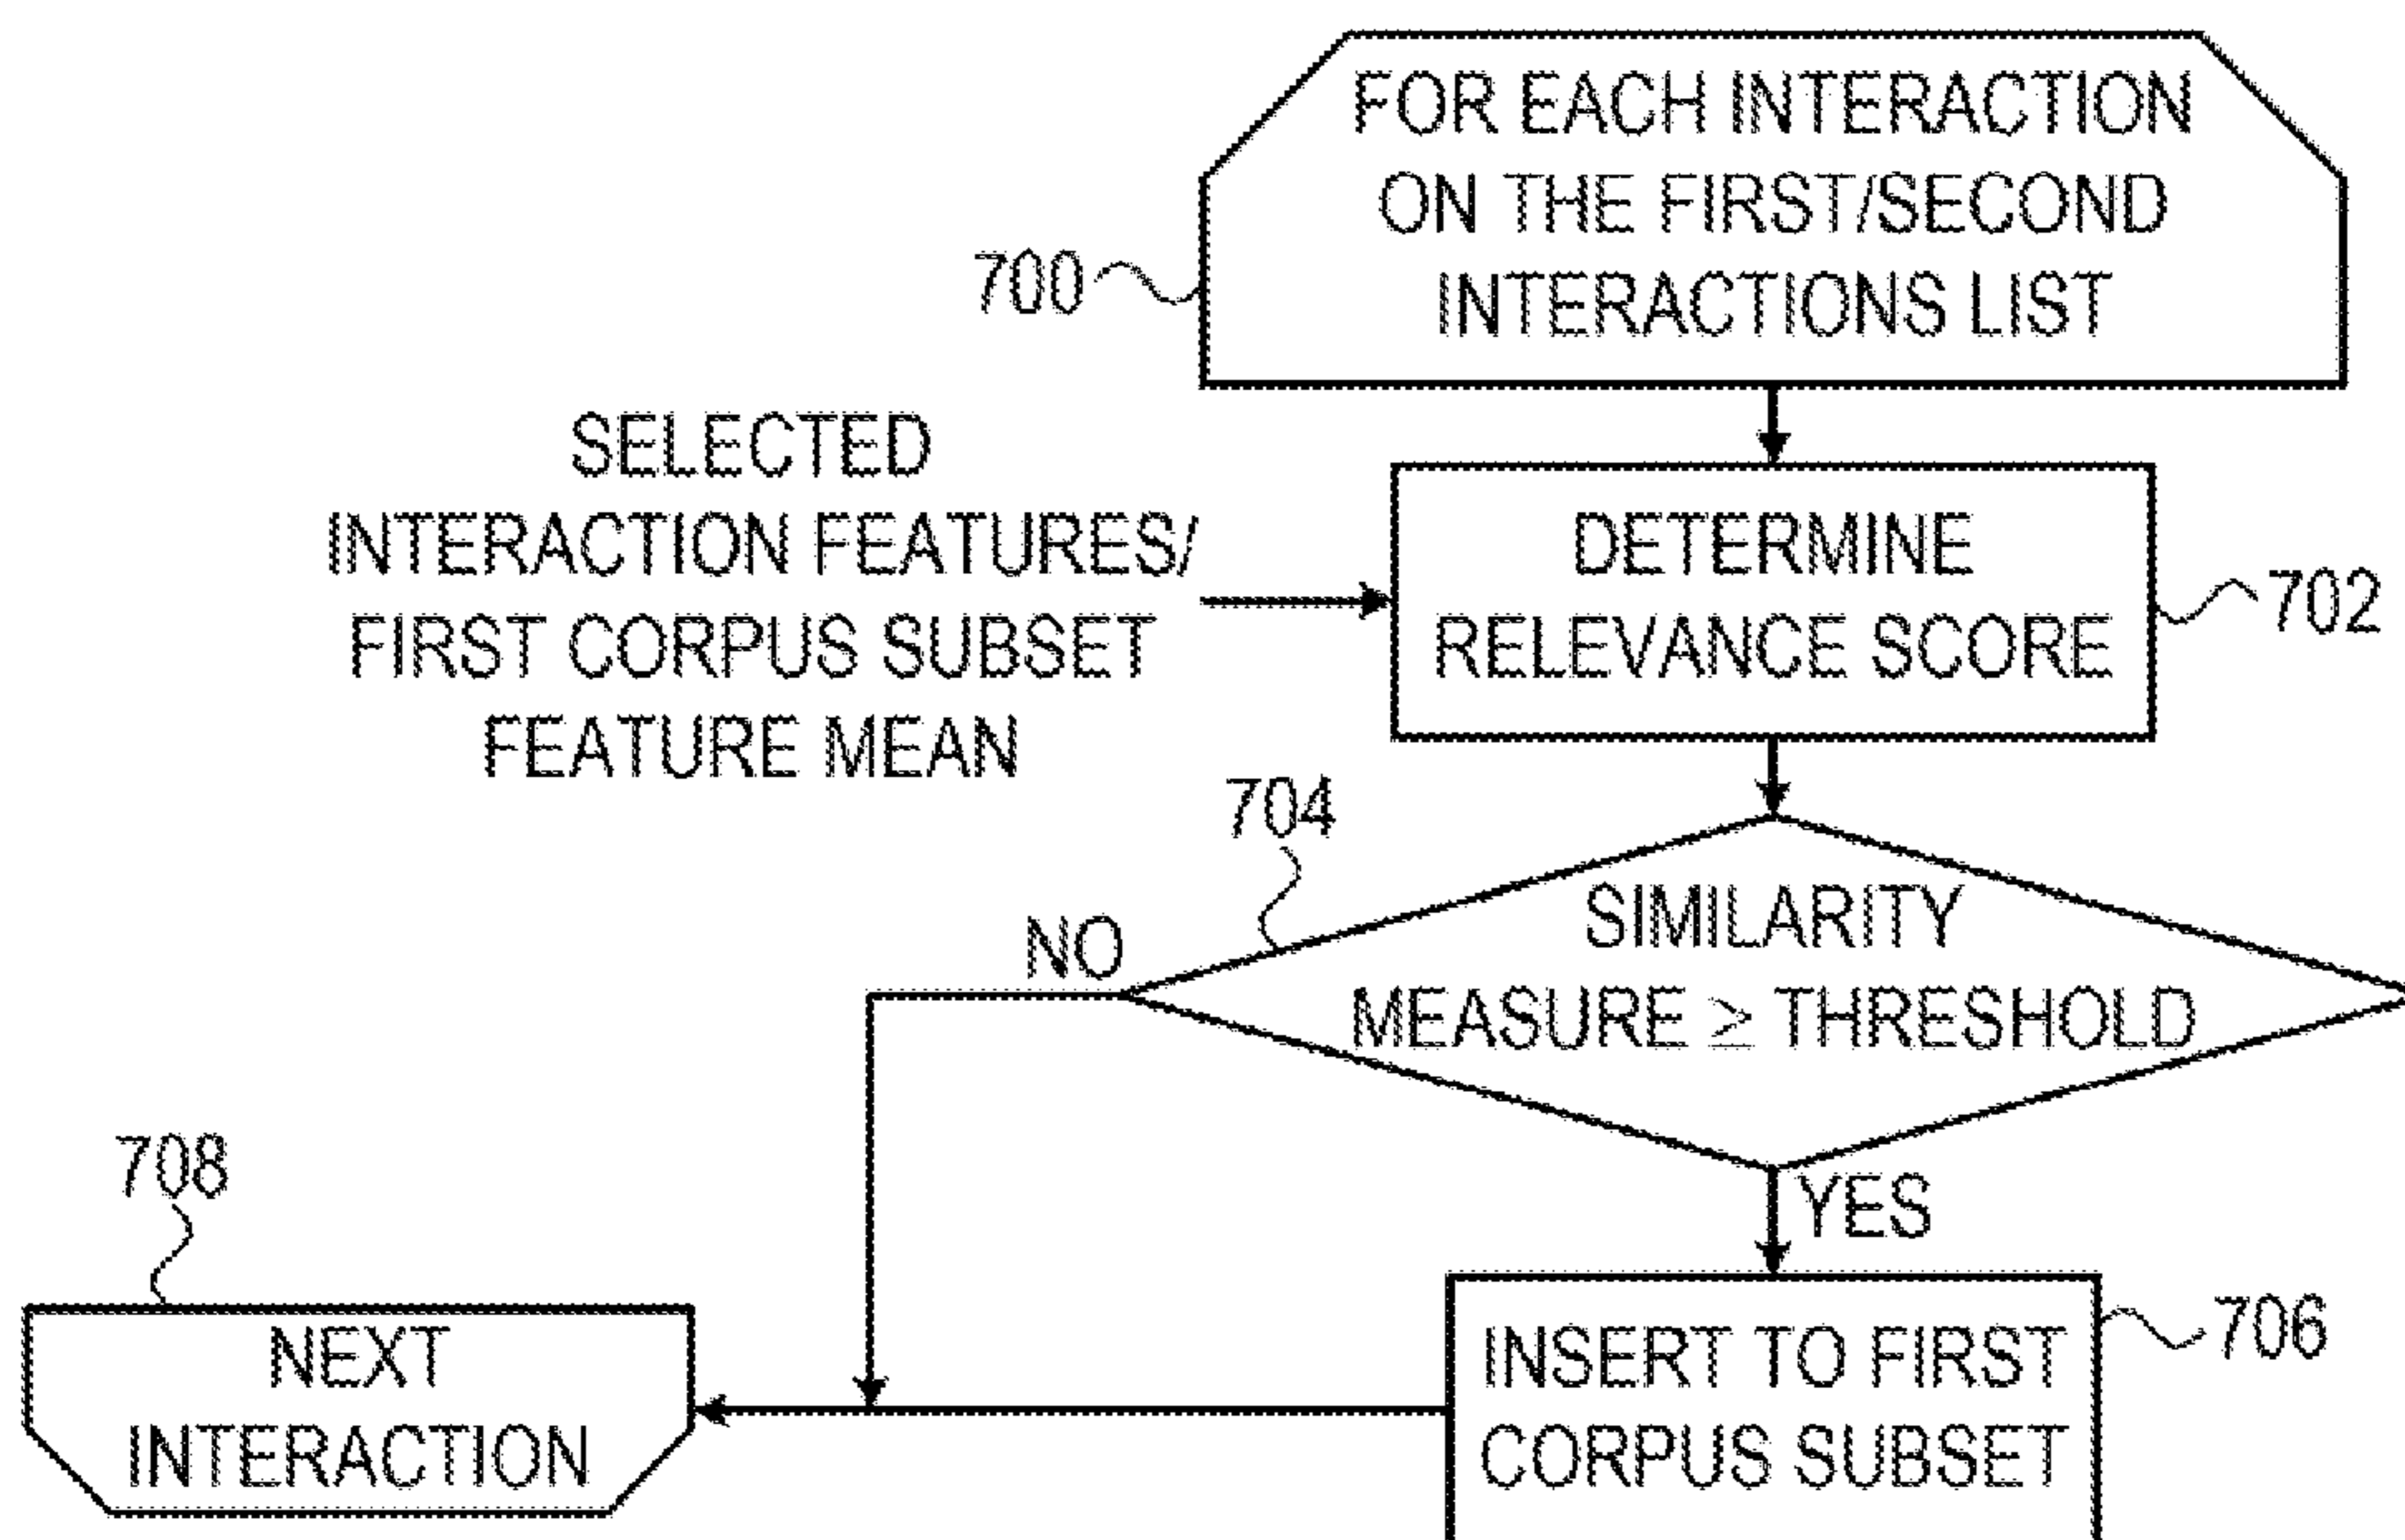 FOR EACH INTERACTION
ON THE FIRST/SECOND
INTERACTIONS LIST
700
SELECTED
INTERACTION FEATURES/
FIRST CORPUS SUBSET
FEATURE MEAN
DETERMINE
RELEVANCE SCORE
702
704
SIMILARITY
MEASURE ≥ THRESHOLD
NO
YES
708
NEXT
INTERACTION
INSERT TO FIRST
CORPUS SUBSET
706